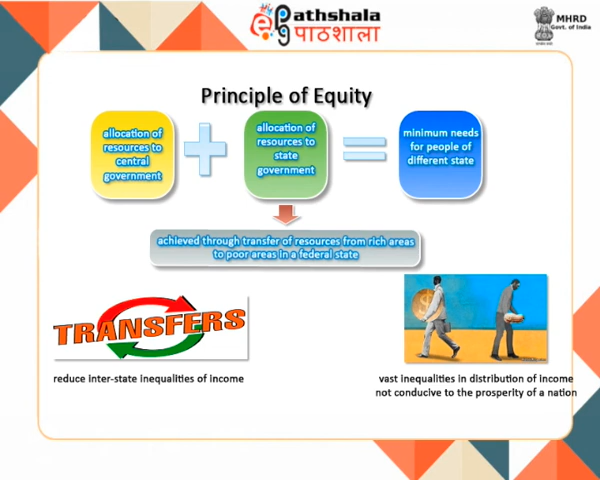 ePathshala
पाठशाला
MHRD
Govt. of India
Principle of Equity
allocation of
resources to
central
government
allocation of
resources to
state
government
minimum needs
for people of
different state
achieved through transfer of resources from rich areas
to poor areas in a federal state
TRANSFERS
reduce inter-state inequalities of income
vast inequalities in distribution of income
not conducive to the prosperity of a nation